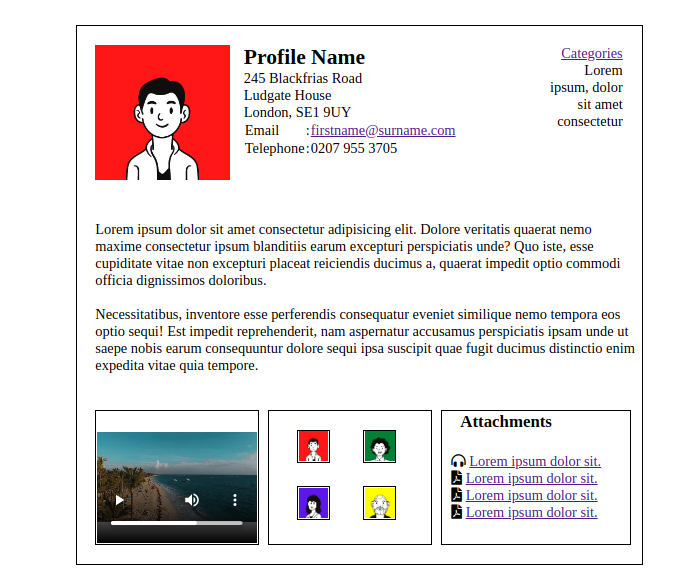 Profile Name
245 Blackfrias Road
Ludgate House
London, SE1 9UY
Email :firstname@surname.com
Telephone:0207 955 3705
Categories
Lorem
ipsum, dolor
sit amet
consectetur
Lorem ipsum dolor sit amet consectetur adipisicing elit. Dolore veritatis quaerat nemo
maxime consectetur ipsum blanditiis earum excepturi perspiciatis unde? Quo iste, esse
cupiditate vitae non excepturi placeat reiciendis ducimus a, quaerat impedit optio commodi
officia dignissimos doloribus.
Necessitatibus, inventore esse perferendis consequatur eveniet similique nemo tempora eos
optio sequi! Est impedit reprehenderit, nam aspernatur accusamus perspiciatis ipsam unde ut
saepe nobis earum consequuntur dolore sequi ipsa suscipit quae fugit ducimus distinctio enim
expedita vitae quia tempore.
Attachments
Lorem ipsum dolor sit.
Lorem ipsum dolor sit.
Lorem ipsum dolor sit.
Lorem ipsum dolor sit.